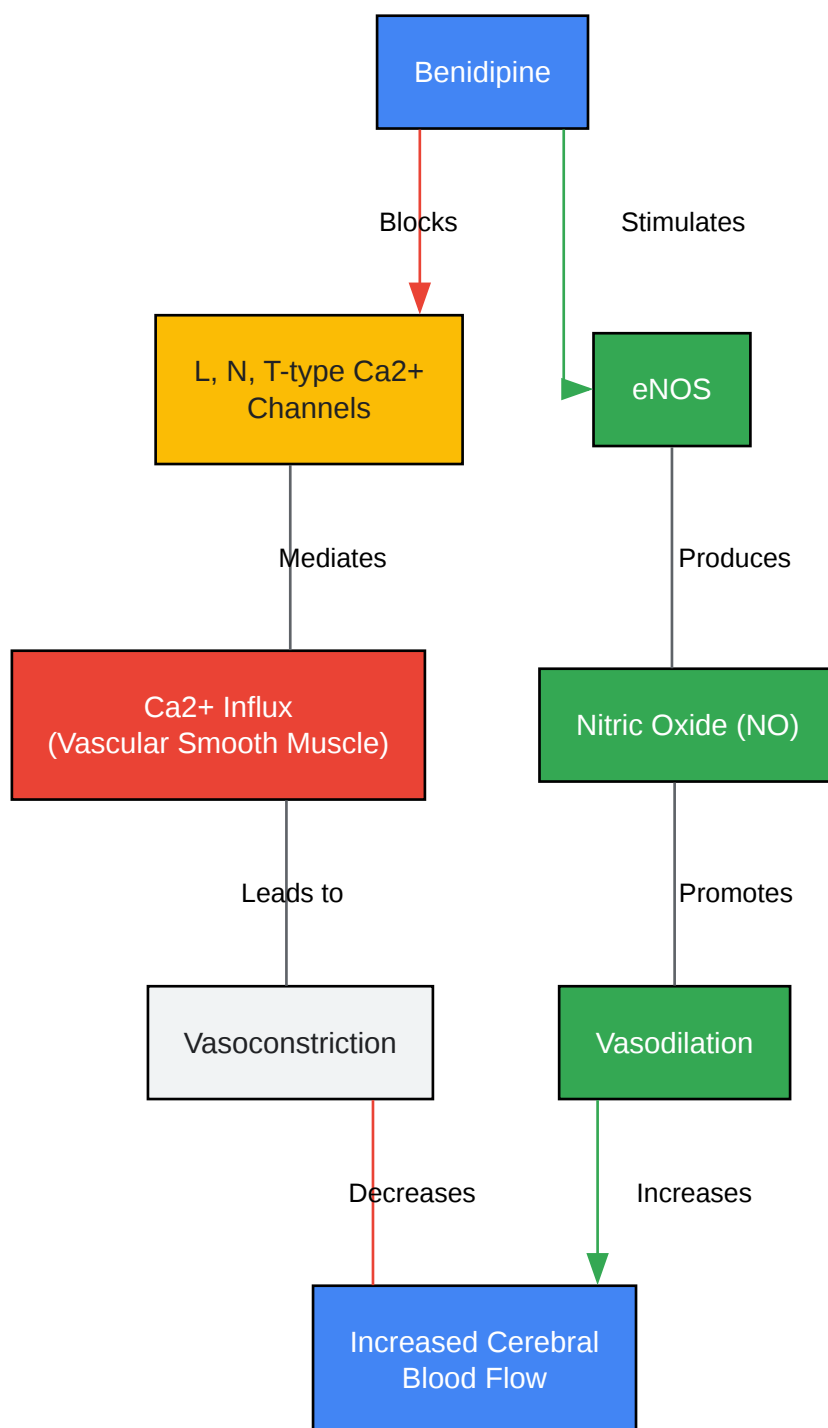 Benidipine
Blocks
Stimulates
L, N, T-type Ca2+
Channels
eNOS
Mediates
Produces
Ca2+ Influx
(Vascular Smooth Muscle)
Nitric Oxide (NO)
Leads to
Promotes
Vasoconstriction
Vasodilation
Decreases
Increases
Increased Cerebral
Blood Flow